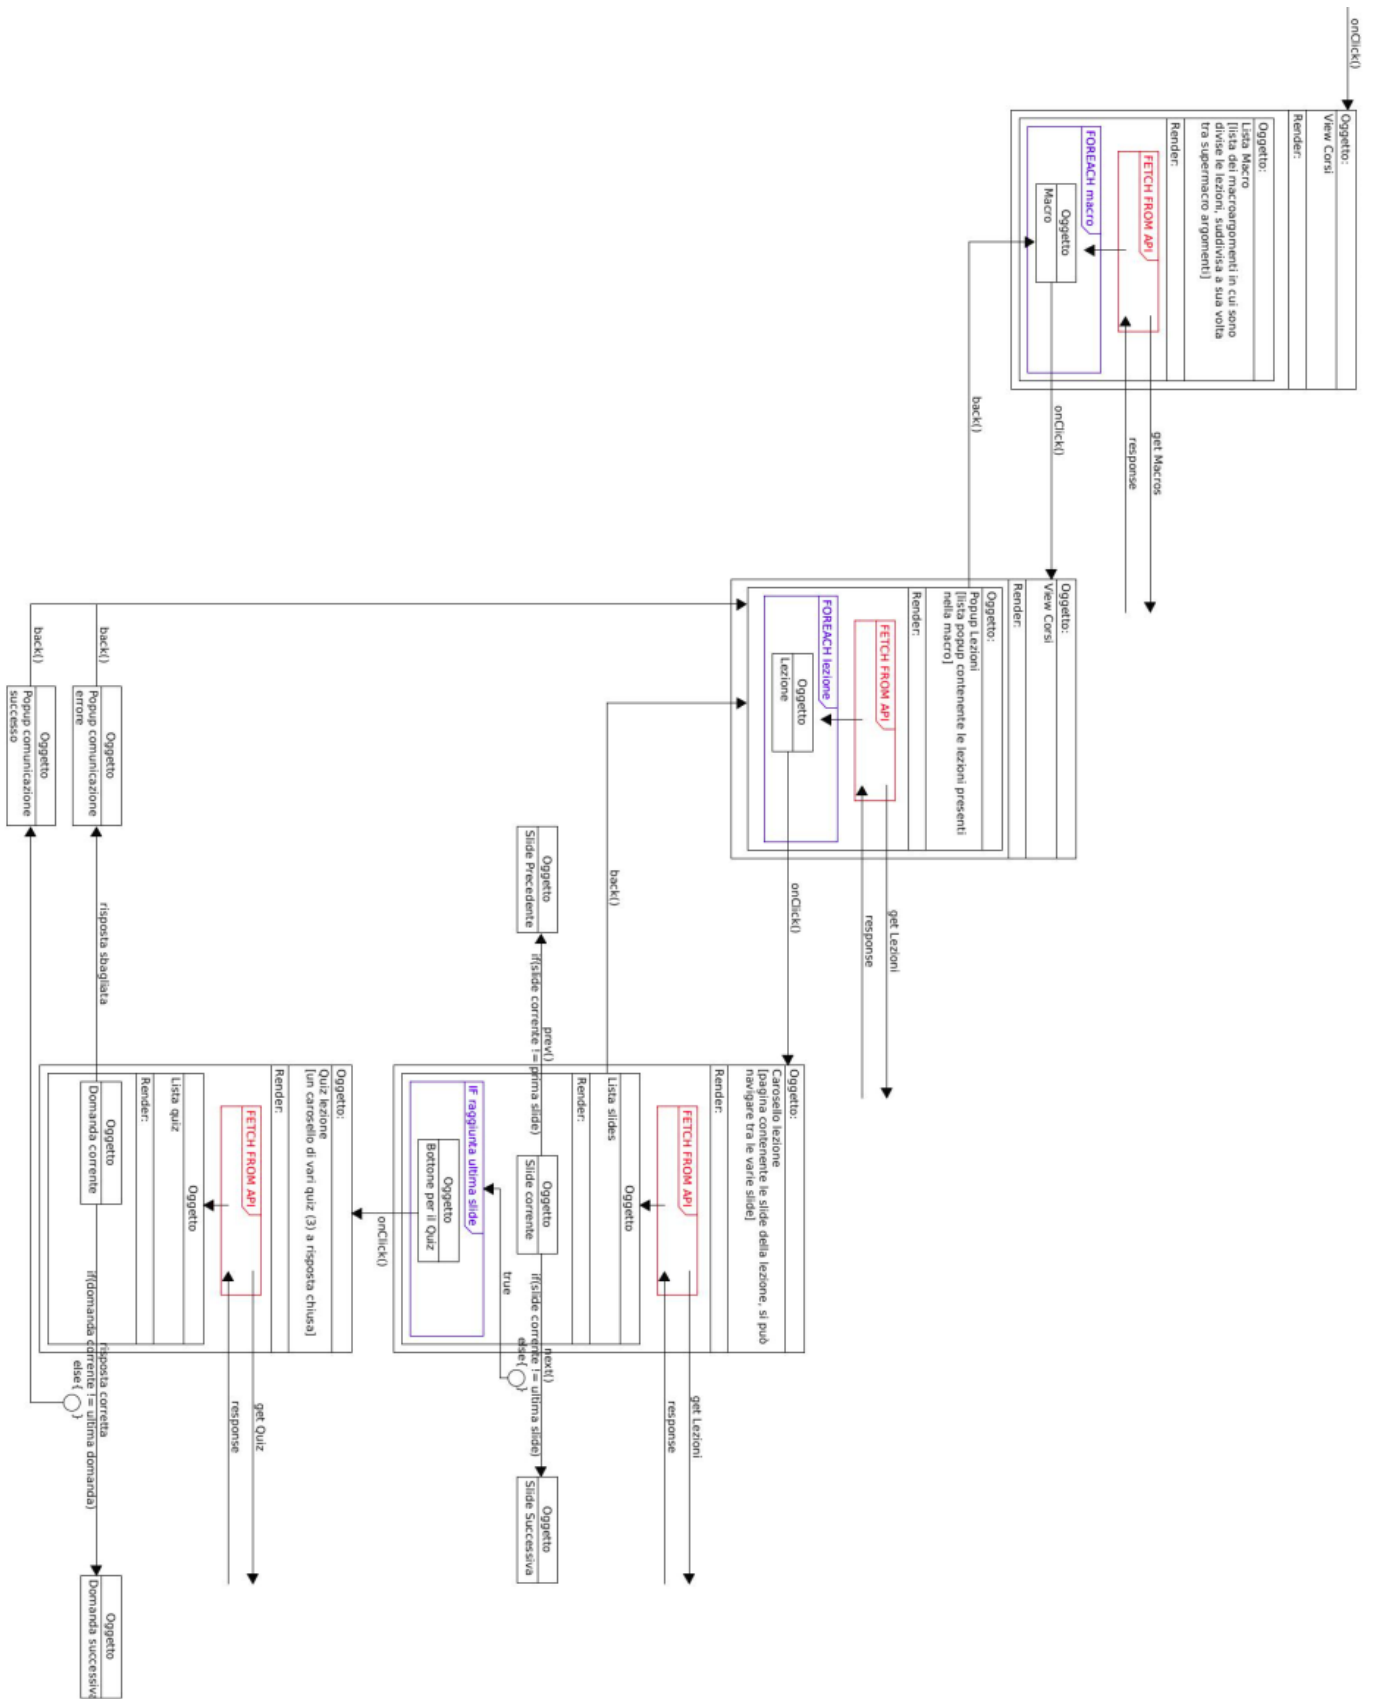 onClick()
Oggetto:
View Corsi
Render:
Oggetto:
Lista Macro
[lista dei macroargomenti in cui sono
divise le lezioni, suddivisa a sua volta
tra supermacro argomenti]
Render:
FETCH FROM API
get Macros
response
FOREACH macro
Oggetto
Macro
onClick()
back()
Oggetto:
View Corsi
Render:
Oggetto:
Popup Lezioni
[lista popup contenente le lezioni presenti
nella macro]
Render:
FETCH FROM API
get Lezioni
response
FOREACH lezione
Oggetto
Lezione
onClick()
back()
Oggetto:
Carosello lezione
[pagina contenente le slide della lezione, si può
navigare tra le varie slide]
Render:
FETCH FROM API
get Lezioni
response
Oggetto
Lista slides
Render:
Oggetto
Slide Precedente
prev()
if(slide corrente != prima slide)
Oggetto
Slide corrente
next()
if(slide corrente != ultima slide)
else{ }
true
Oggetto
Slide Successiva
IF raggiunta ultima slide
Oggetto
Bottone per il Quiz
onClick()
Oggetto:
Quiz lezione
[un carosello di vari quiz (3) a risposta chiusa]
Render:
FETCH FROM API
get Quiz
response
Oggetto
Lista quiz
Render:
Oggetto
Domanda corrente
risposta sbagliata
risposta corretta
if(domanda corrente != ultima domanda)
else{ }
Oggetto
Domanda successiva
back()
Oggetto
Popup comunicazione
errore
back()
Oggetto
Popup comunicazione
successo